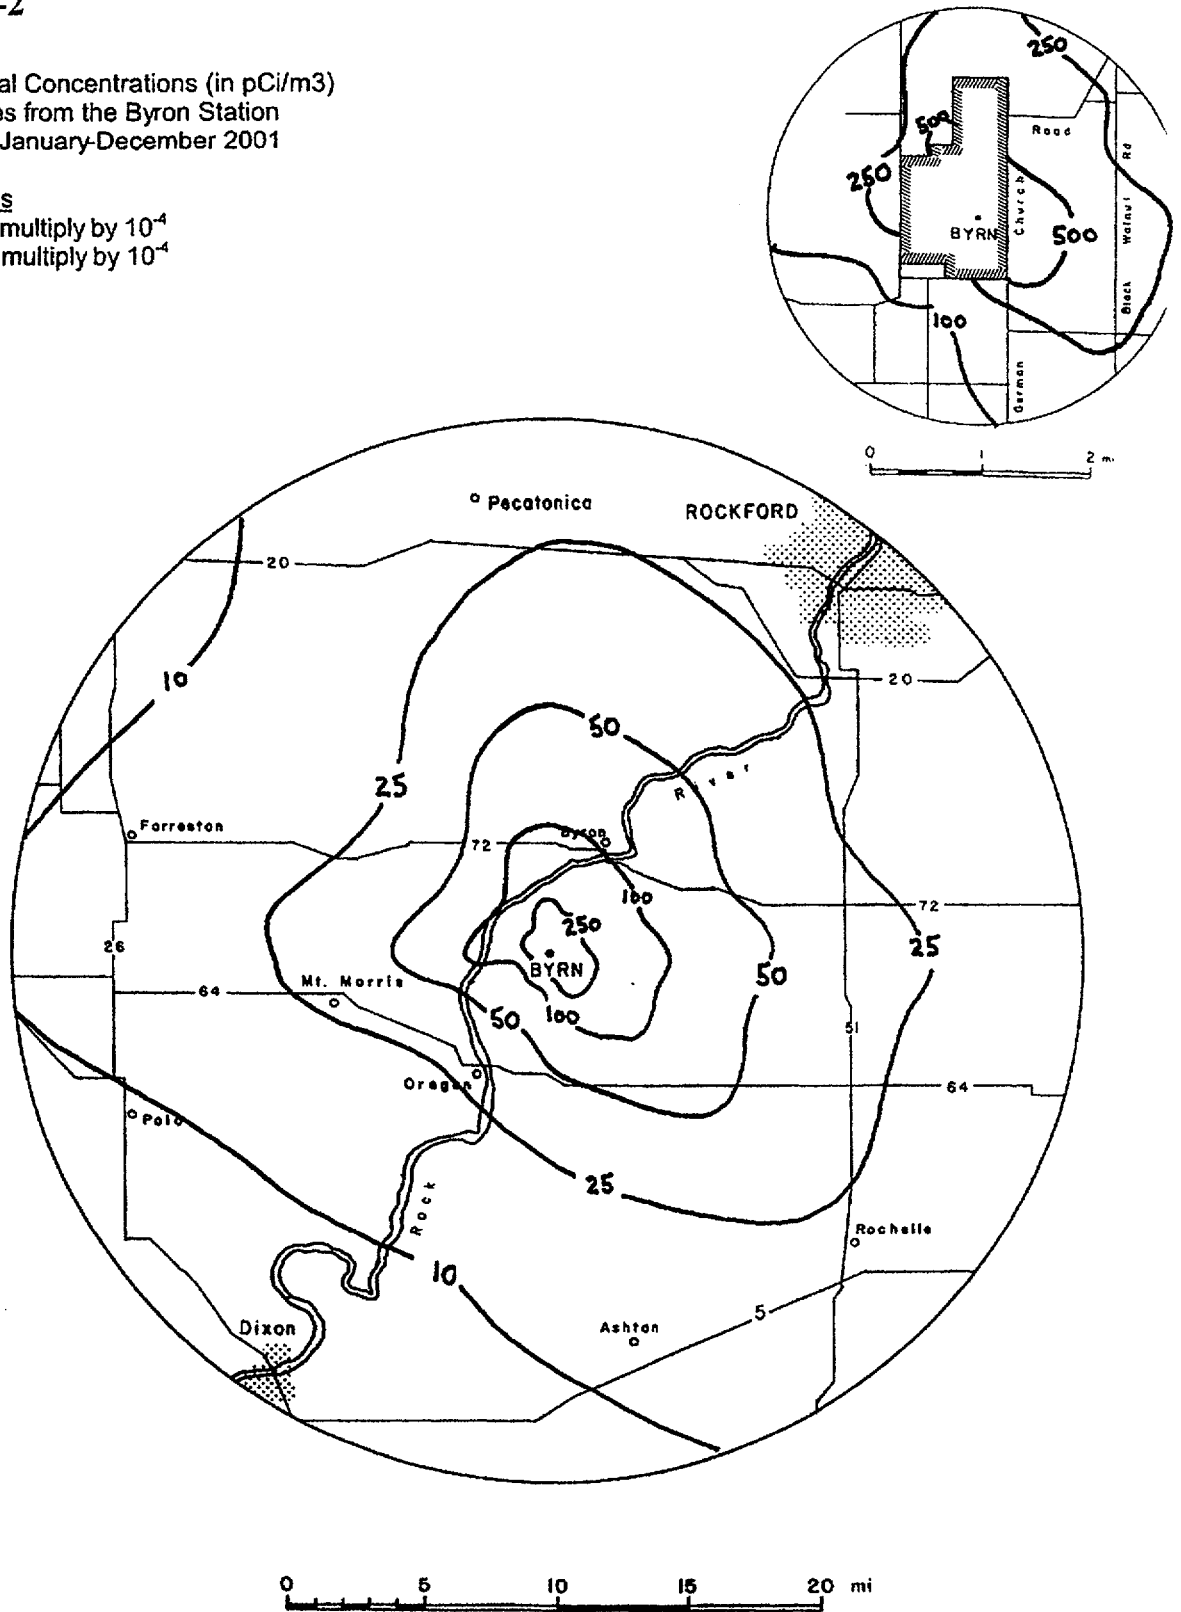 -2
al Concentrations (in pCi/m3)
es from the Byron Station
January-December 2001
s
multiply by 10-4
multiply by 10-4
250
500
Road
250
Rd
Church
BYRN
500
Walnut
Black
100
German
0 1 2 mi
Pecatonica
ROCKFORD
20
10
20
50
25
River
Forreston
Byron
72
100
72
250
25
26
BYRN
50
Mt. Morris
64
50
100
51
Oregon
64
Polo
25
Rock
Rochelle
10
5
Dixon
Ashton
0 5 10 15 20 mi